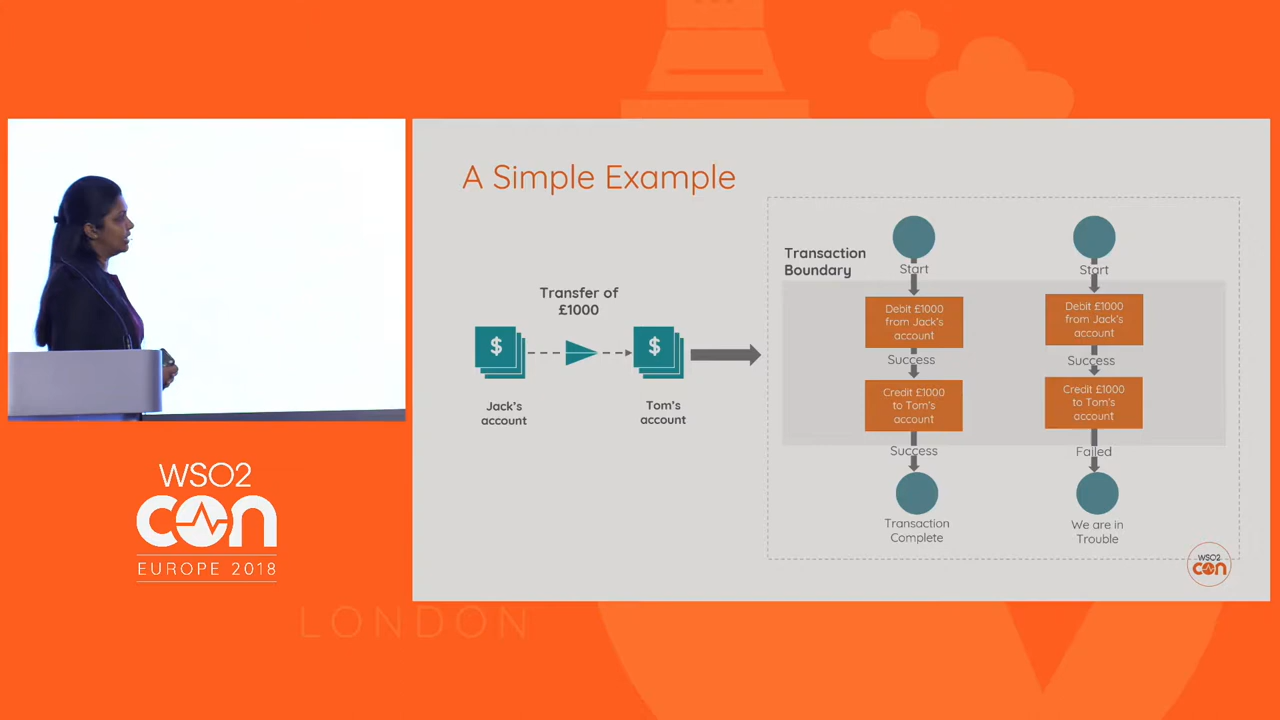 A Simple Example
Transfer of
£1000
$
$
Jack's
account
Tom's
account
Transaction
Boundary
Start
Debit £1000
from Jack's
account
Success
Credit £1000
to Tom's
account
Success
Transaction
Complete
Start
Debit £1000
from Jack's
account
Success
Credit £1000
to Tom's
account
Failed
We are in
Trouble
WSO2
con
WSO2
con
EUROPE 2018
LONDON